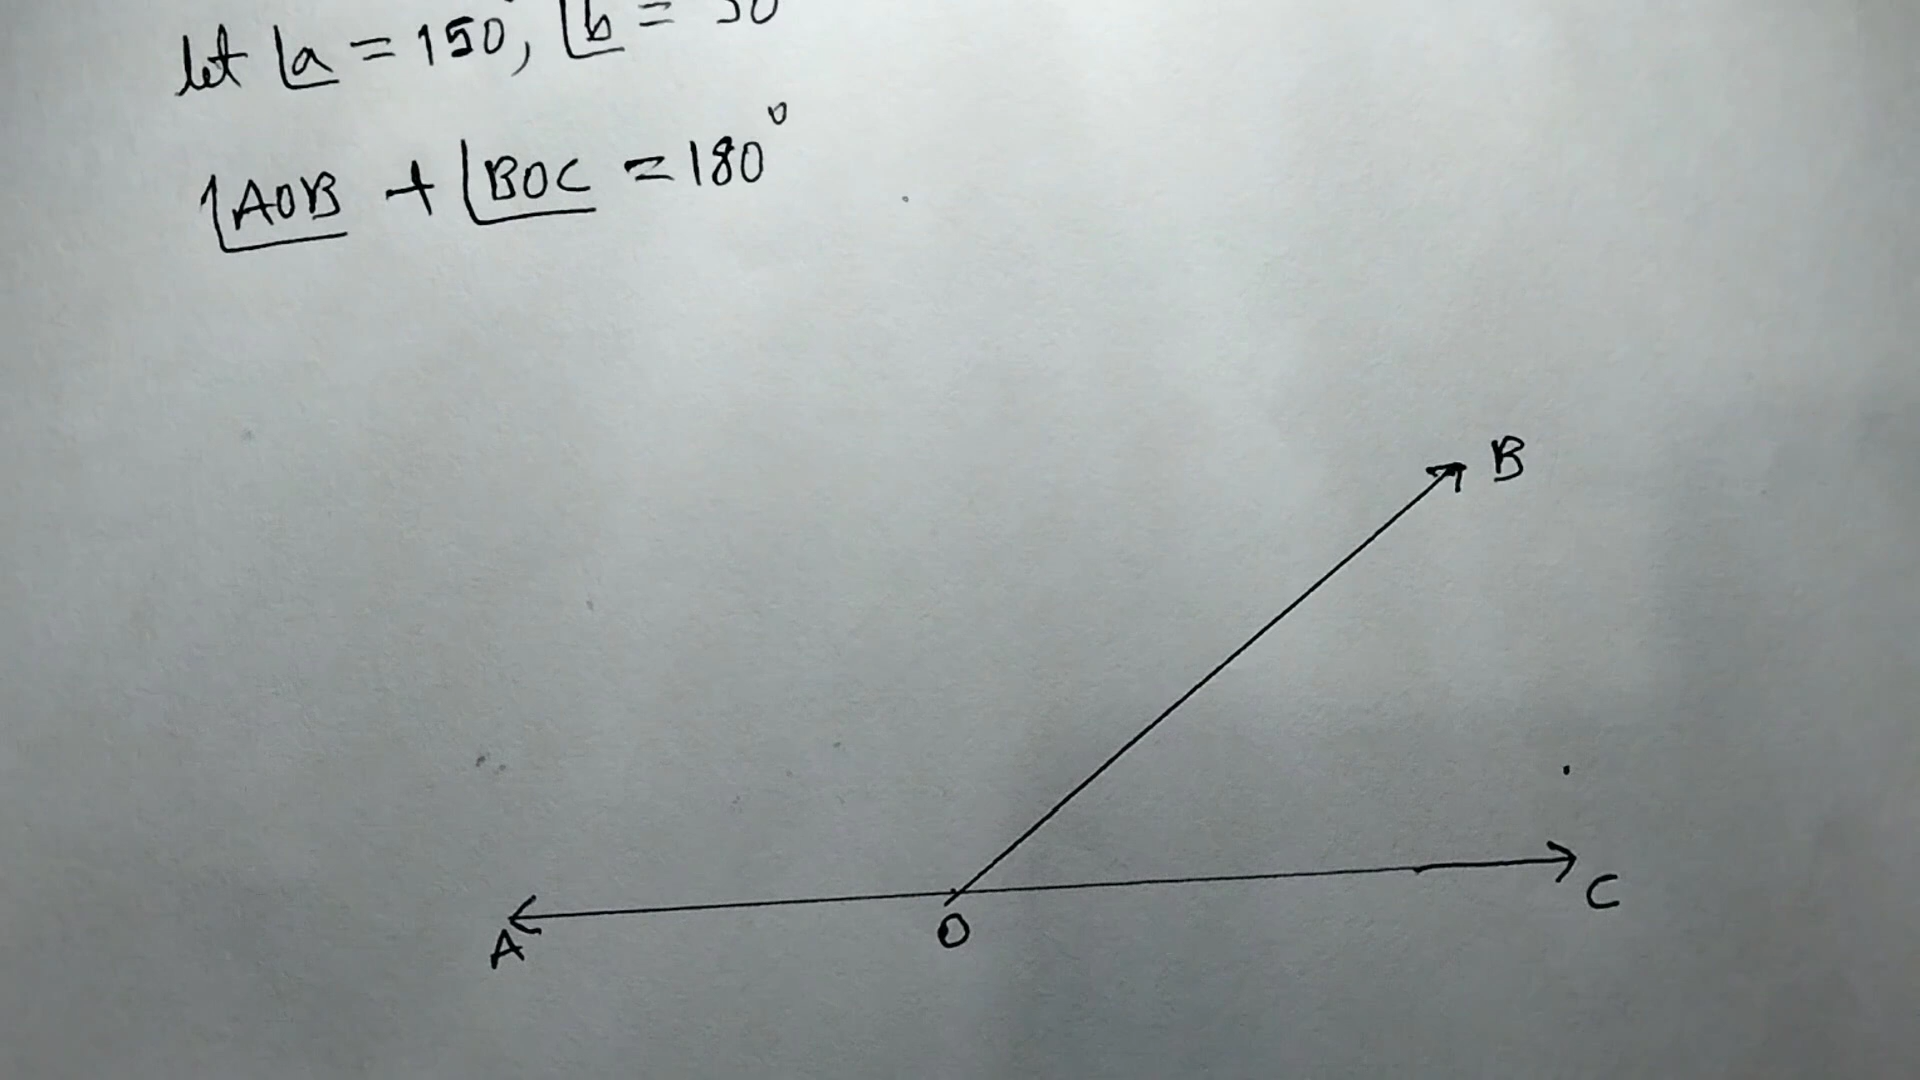 let ∠a = 150°, ∠b = 30
∠AOB + ∠BOC = 180°
B
C
A
O